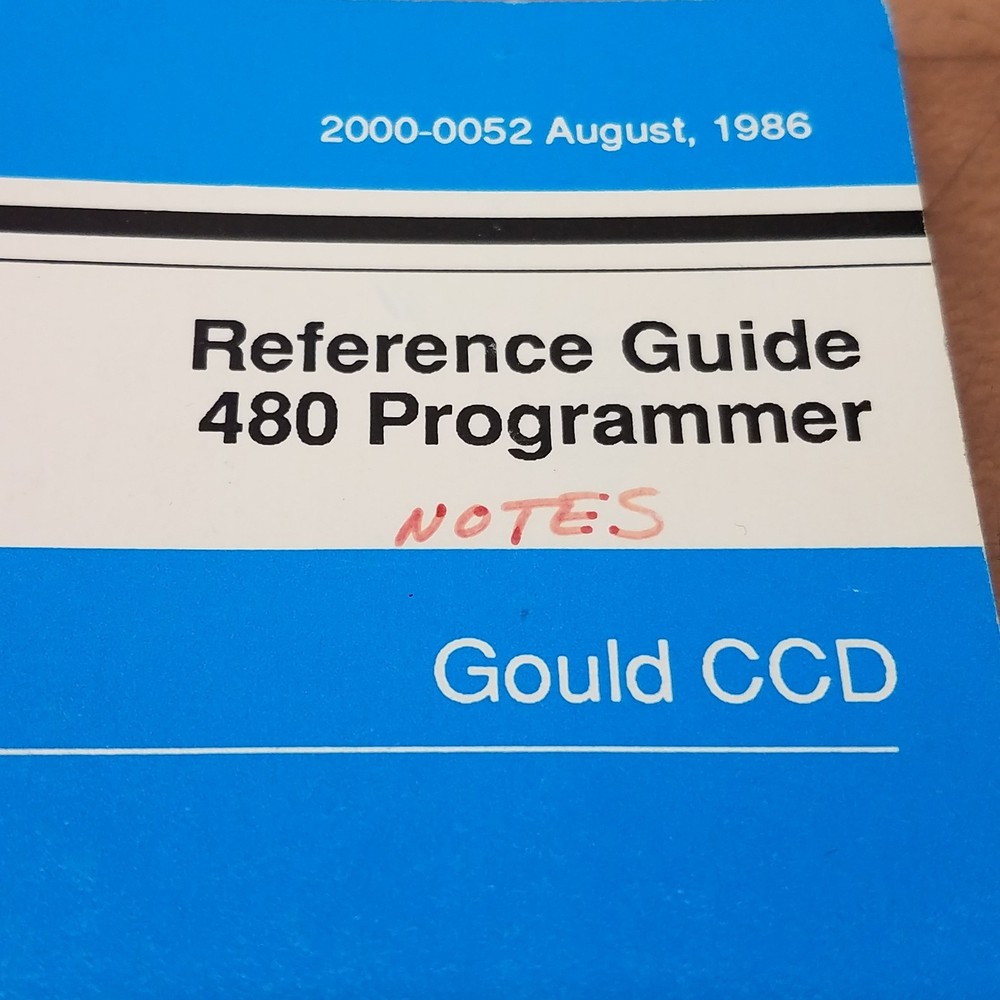 2000-0052 August, 1986
Reference Guide
480 Programmer
NOTES
Gould CCD